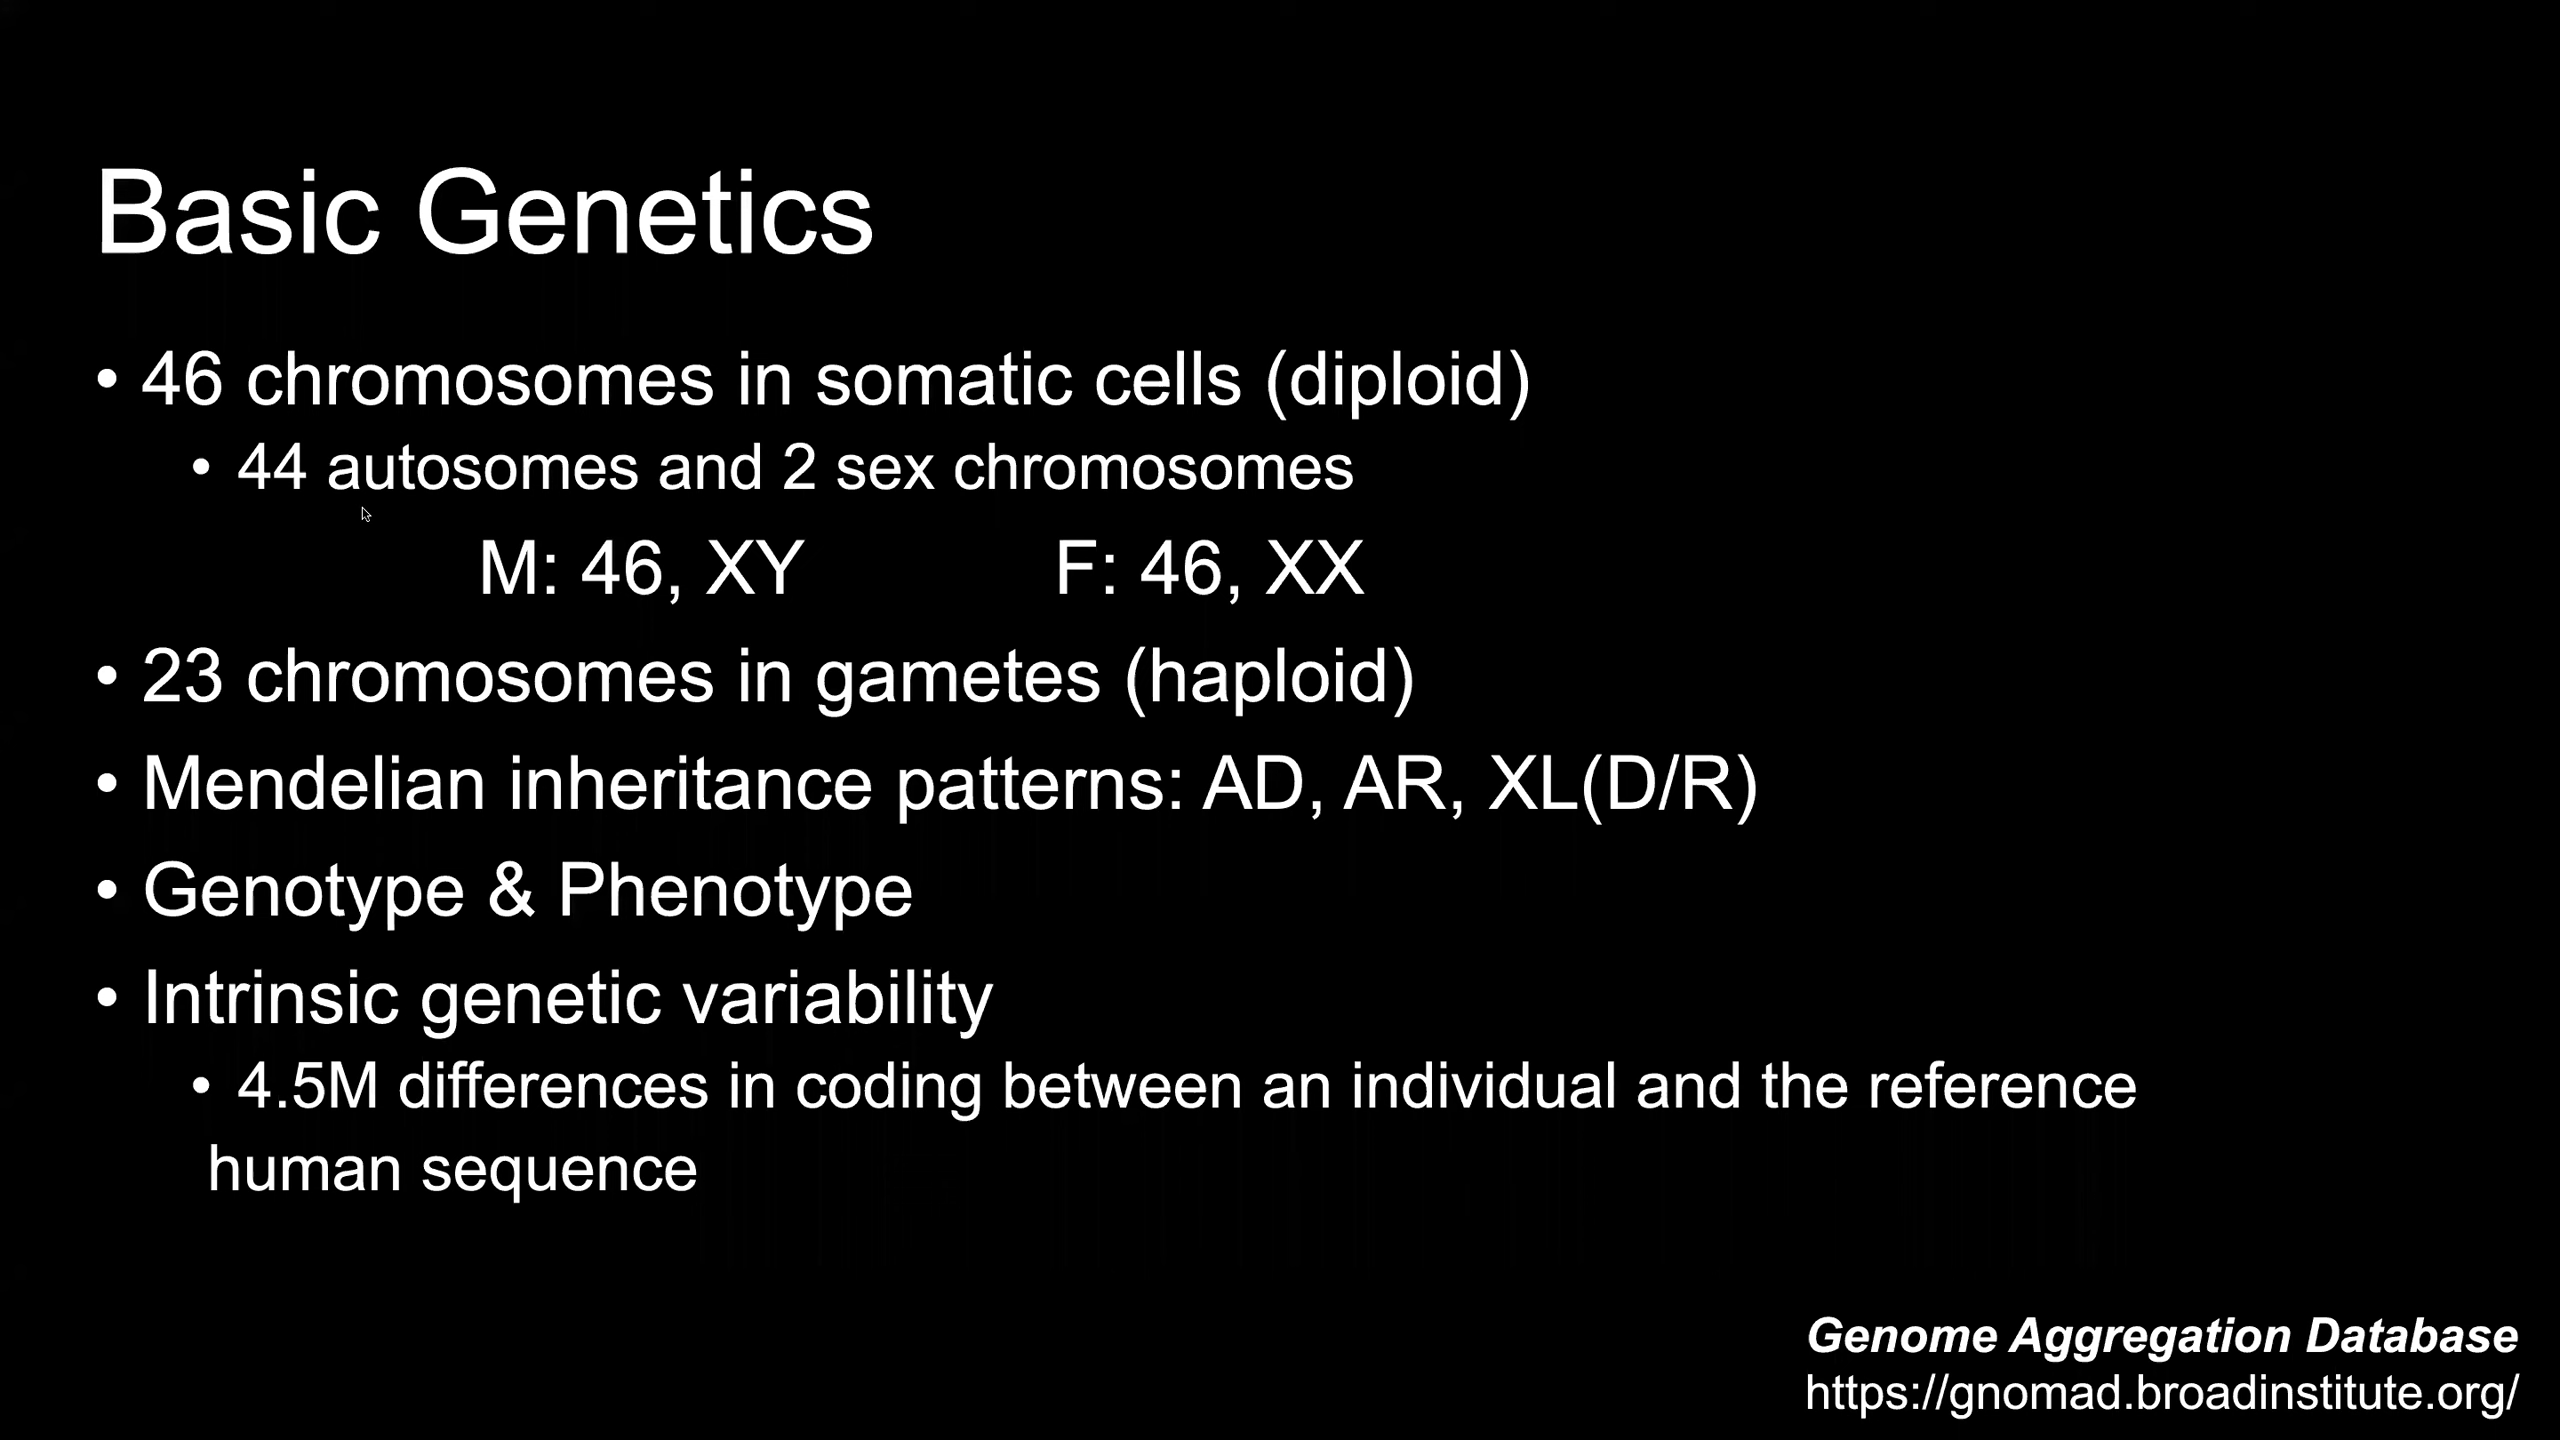 Basic Genetics
• 46 chromosomes in somatic cells (diploid)
• 44 autosomes and 2 sex chromosomes
M: 46, XY F: 46, XX
• 23 chromosomes in gametes (haploid)
• Mendelian inheritance patterns: AD, AR, XL(D/R)
• Genotype & Phenotype
• Intrinsic genetic variability
• 4.5M differences in coding between an individual and the reference
human sequence
Genome Aggregation Database
https://gnomad.broadinstitute.org/